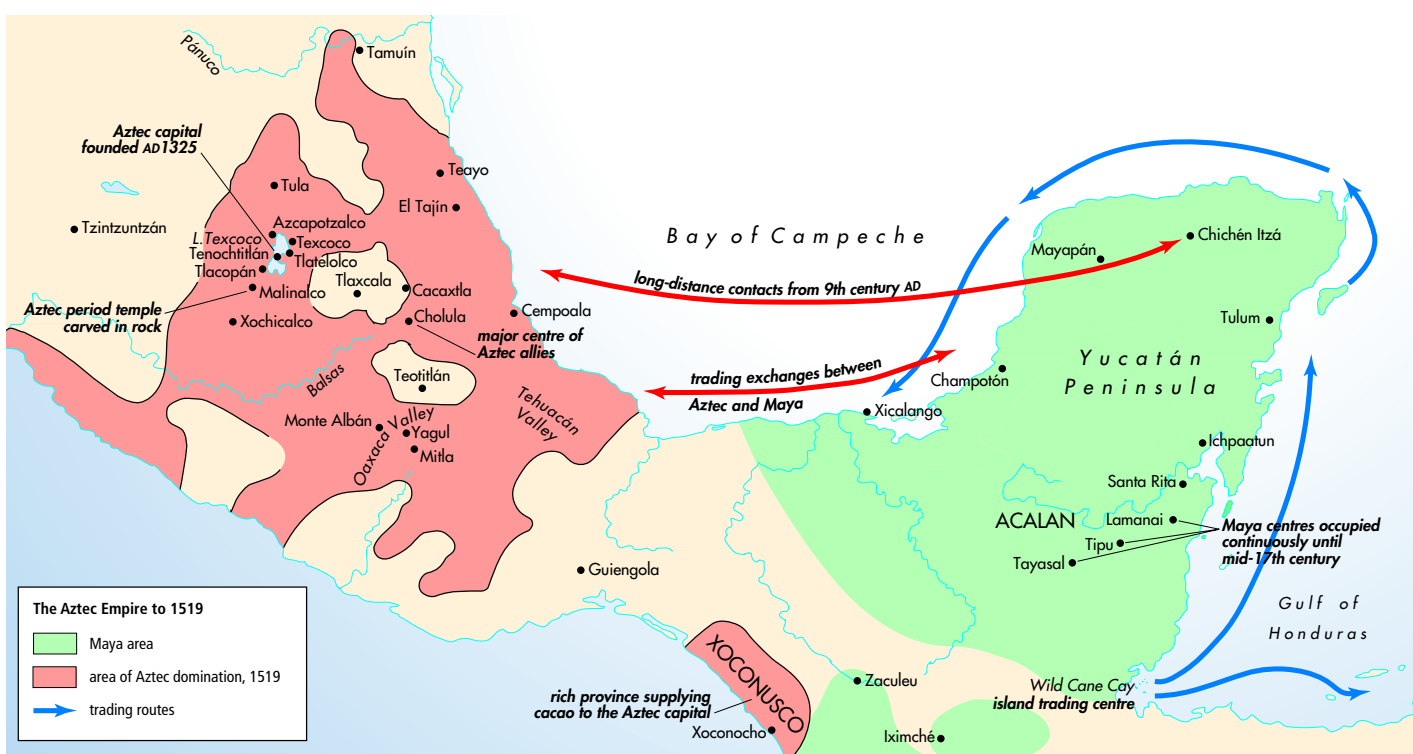 Pánuco
Tamuín
Aztec capital
founded AD1325
Teayo
Tula
El Tajín
Tzintzuntzán
Azcapotzalco
L.Texcoco
Texcoco
Tenochtitlán
Tlatelolco
Tlacopán
Tlaxcala
Malinalco
Cacaxtla
Aztec period temple
carved in rock
Xochicalco
Cholula
Cempoala
major centre of
Aztec allies
Balsas
Teotitlán
Tehuacán
Valley
Monte Albán
Oaxaca Valley
Yagul
Mitla
Bay of Campeche
long-distance contacts from 9th century AD
trading exchanges between
Aztec and Maya
Chichén Itzá
Mayapán
Tulum
Yucatán
Peninsula
Champotón
Xicalango
Ichpaatun
Santa Rita
ACALAN
Lamanai
Tipu
Tayasal
Maya centres occupied
continuously until
mid-17th century
Guiengola
Gulf of
Honduras
XOCONUSCO
Zaculeu
Wild Cane Cay
island trading centre
rich province supplying
cacao to the Aztec capital
Xoconocho
Iximché
The Aztec Empire to 1519
Maya area
area of Aztec domination, 1519
trading routes